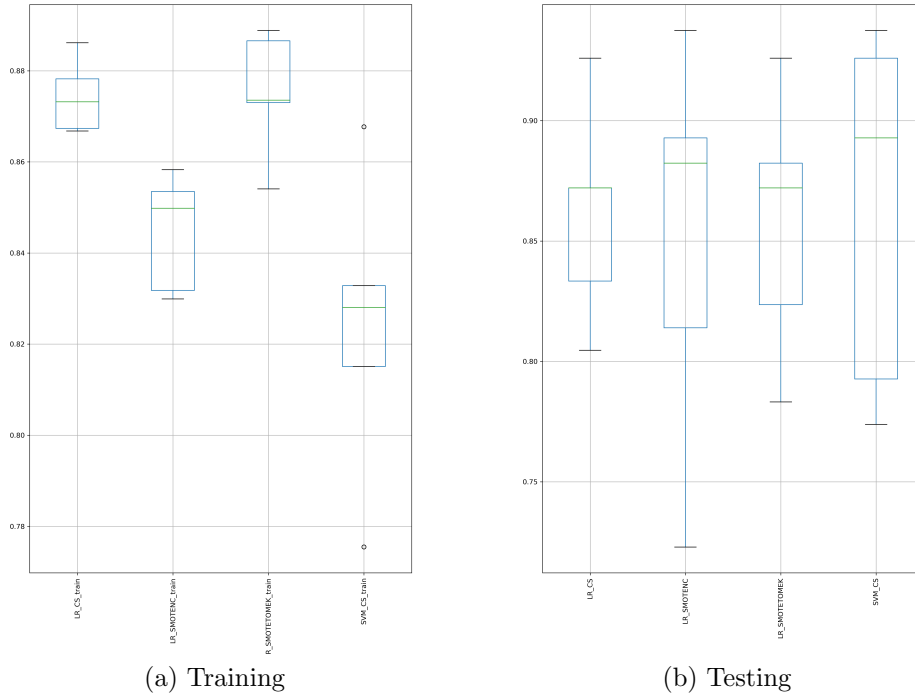 0.88
0.86
0.84
0.82
0.80
0.78
LR_CS_train
LR_SMOTENC_train
R_SMOTETOMEK_train
SVM_CS_train
(a) Training
0.90
0.85
0.80
0.75
LR_CS
LR_SMOTENC
LR_SMOTETOMEK
SVM_CS
(b) Testing